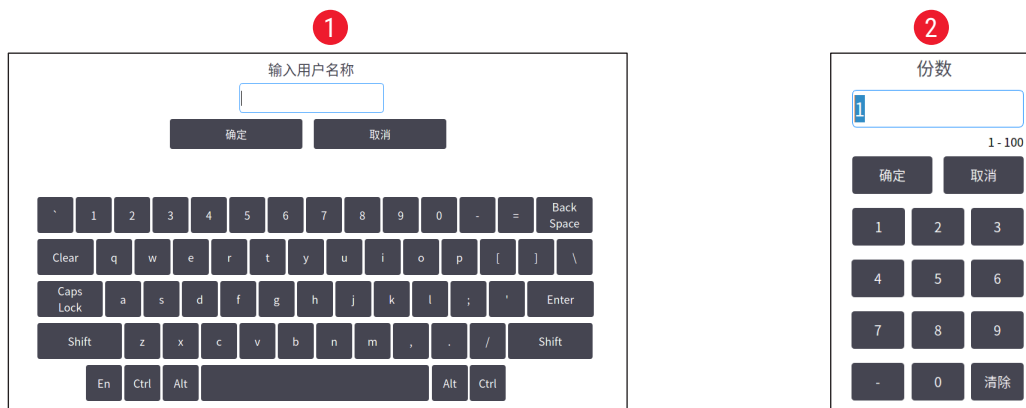 1
输入用户名称
确定 取消
` 1 2 3 4 5 6 7 8 9 0 - = Back Space
Clear q w e r t y u i o p [ ] \
Caps Lock a s d f g h j k l ; ' Enter
Shift z x c v b n m , . / Shift
En Ctrl Alt Alt Ctrl
2
份数
1
1 - 100
确定 取消
1 2 3
4 5 6
7 8 9
- 0 清除